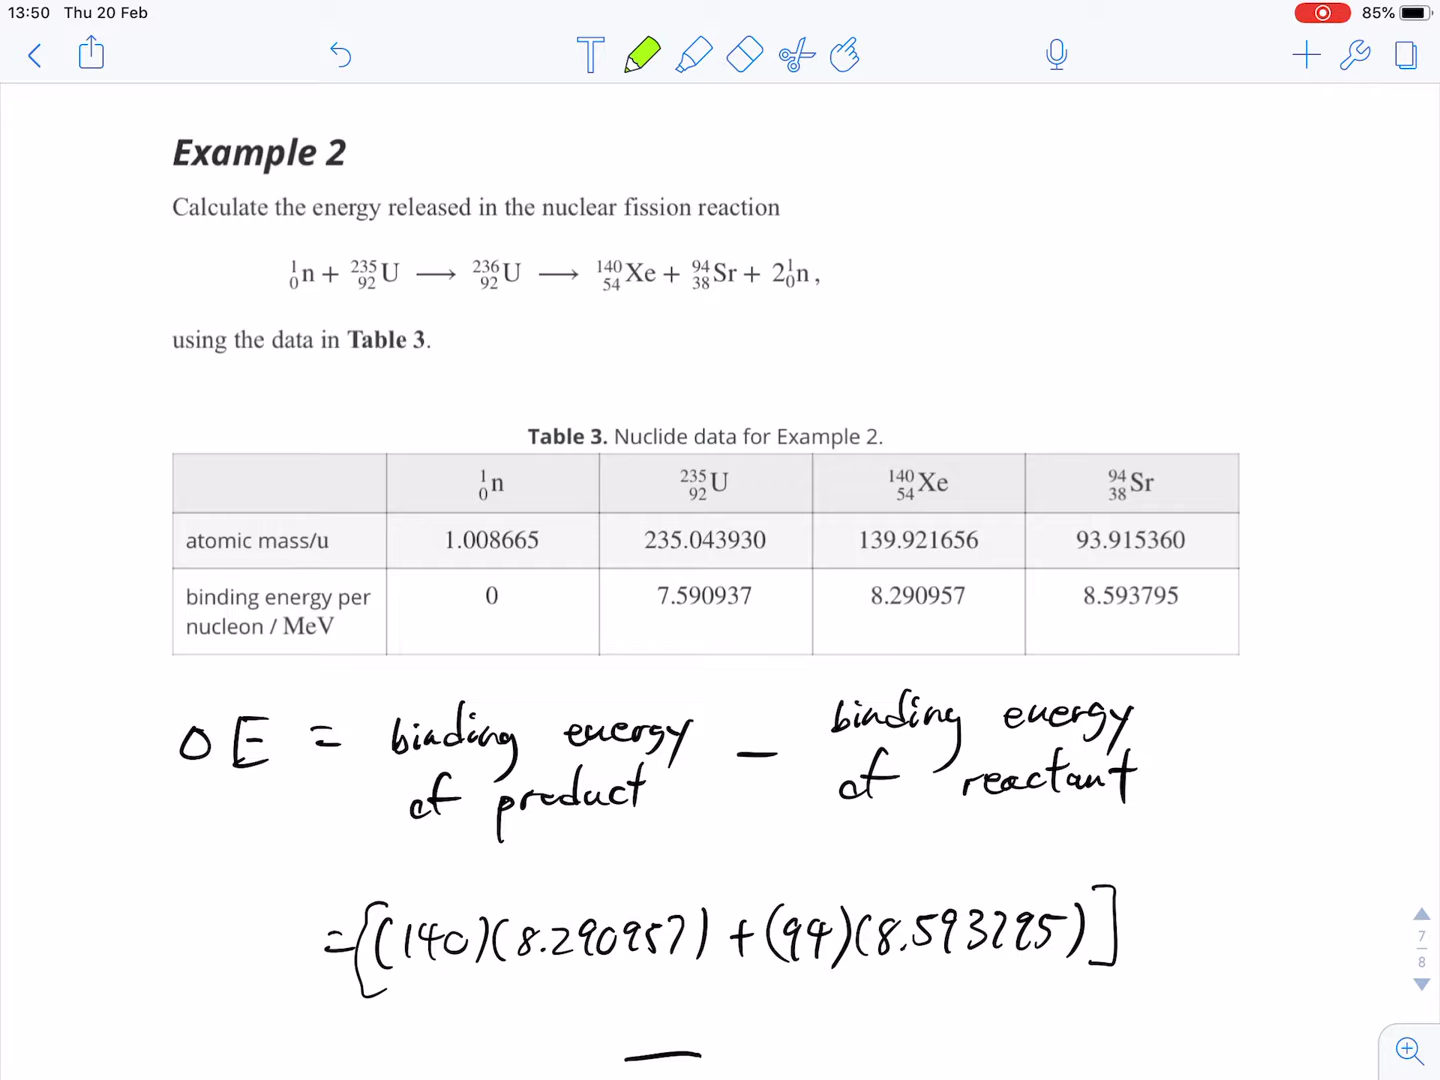 13:50 Thu 20 Feb
85%
T
Example 2
Calculate the energy released in the nuclear fission reaction
¹₀n + ²³⁵₉₂U ⟶ ²³⁶₉₂U ⟶ ¹⁴⁰₅₄Xe + ⁹⁴₃₈Sr + 2¹₀n,
using the data in Table 3.
Table 3. Nuclide data for Example 2.
¹₀n ²³⁵₉₂U ¹⁴⁰₅₄Xe ⁹⁴₃₈Sr
atomic mass/u 1.008665 235.043930 139.921656 93.915360
binding energy per 0 7.590937 8.290957 8.593795
nucleon / MeV
ΔE = binding energy of product − binding energy of reactant
= [(140)(8.290957) + (94)(8.593795)]
—
7
8